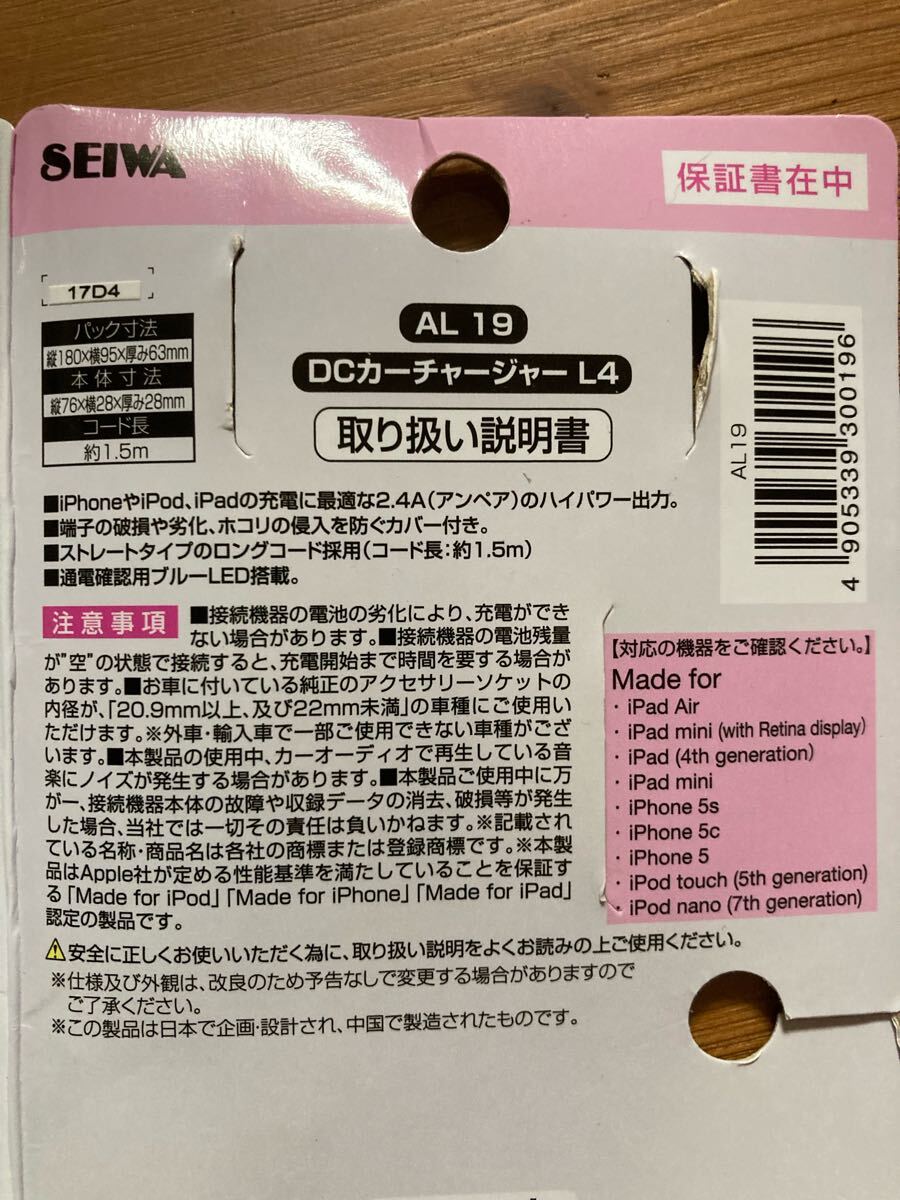 SEIWA
保証書在中
17D4
パック寸法
縦180×横95×厚み63mm
本体寸法
縦76×横28×厚み28mm
コード長
約1.5m
AL 19
DCカーチャージャー L4
取り扱い説明書
AL19
4 905339 300196
■iPhoneやiPod、iPadの充電に最適な2.4A(アンペア)のハイパワー出力。
■端子の破損や劣化、ホコリの侵入を防ぐカバー付き。
■ストレートタイプのロングコード採用(コード長:約1.5m)
■通電確認用ブルーLED搭載。
注意事項 ■接続機器の電池の劣化により、充電ができ
ない場合があります。■接続機器の電池残量
が"空"の状態で接続すると、充電開始まで時間を要する場合が
あります。■お車に付いている純正のアクセサリーソケットの
内径が、「20.9mm以上、及び22mm未満」の車種にご使用い
ただけます。※外車・輸入車で一部ご使用できない車種がござ
います。■本製品の使用中、カーオーディオで再生している音
楽にノイズが発生する場合があります。■本製品ご使用中に万
が一、接続機器本体の故障や収録データの消去、破損等が発生
した場合、当社では一切その責任は負いかねます。※記載され
ている名称・商品名は各社の商標または登録商標です。※本製
品はApple社が定める性能基準を満たしていることを保証す
る「Made for iPod」「Made for iPhone」「Made for iPad」
認定の製品です。
【対応の機器をご確認ください。】
Made for
・iPad Air
・iPad mini (with Retina display)
・iPad (4th generation)
・iPad mini
・iPhone 5s
・iPhone 5c
・iPhone 5
・iPod touch (5th generation)
・iPod nano (7th generation)
⚠安全に正しくお使いいただく為に、取り扱い説明をよくお読みの上ご使用ください。
※仕様及び外観は、改良のため予告なしで変更する場合がありますので
ご了承ください。
※この製品は日本で企画・設計され、中国で製造されたものです。